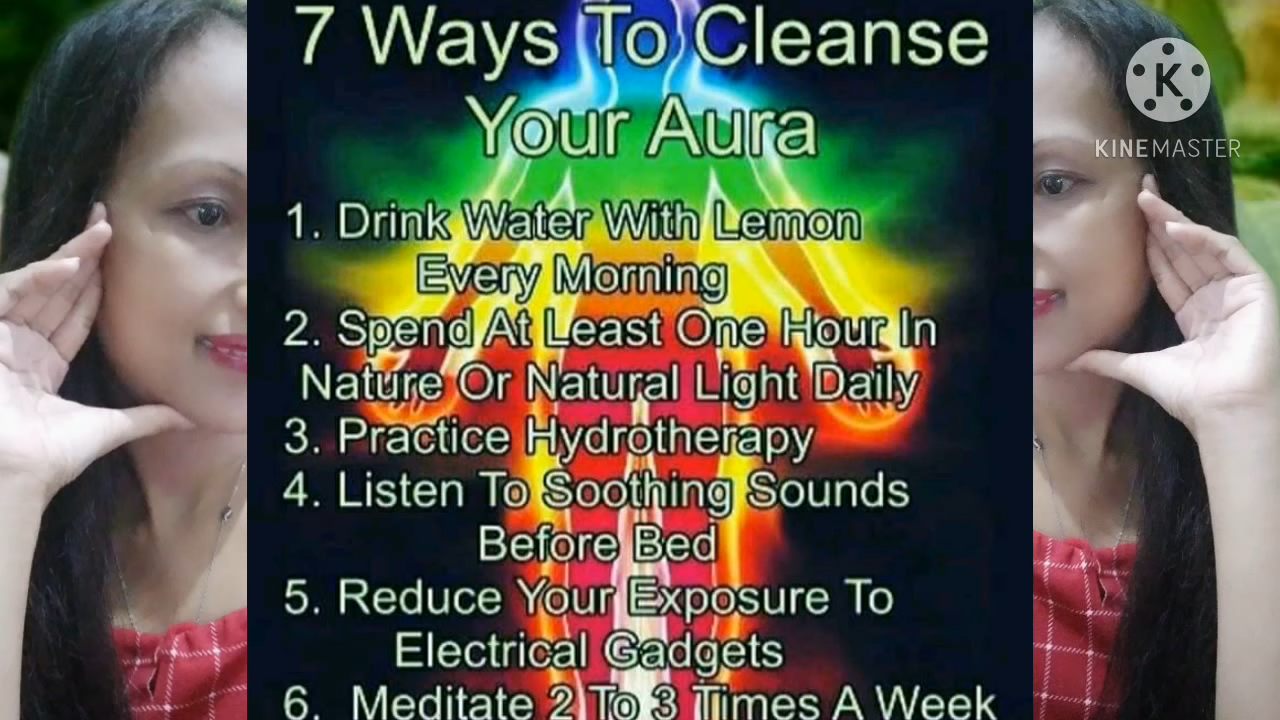 7 Ways To Cleanse
Your Aura
1. Drink Water With Lemon
Every Morning
2. Spend At Least One Hour In
Nature Or Natural Light Daily
3. Practice Hydrotherapy
4. Listen To Soothing Sounds
Before Bed
5. Reduce Your Exposure To
Electrical Gadgets
6. Meditate 2 To 3 Times A Week
K
KINEMASTER